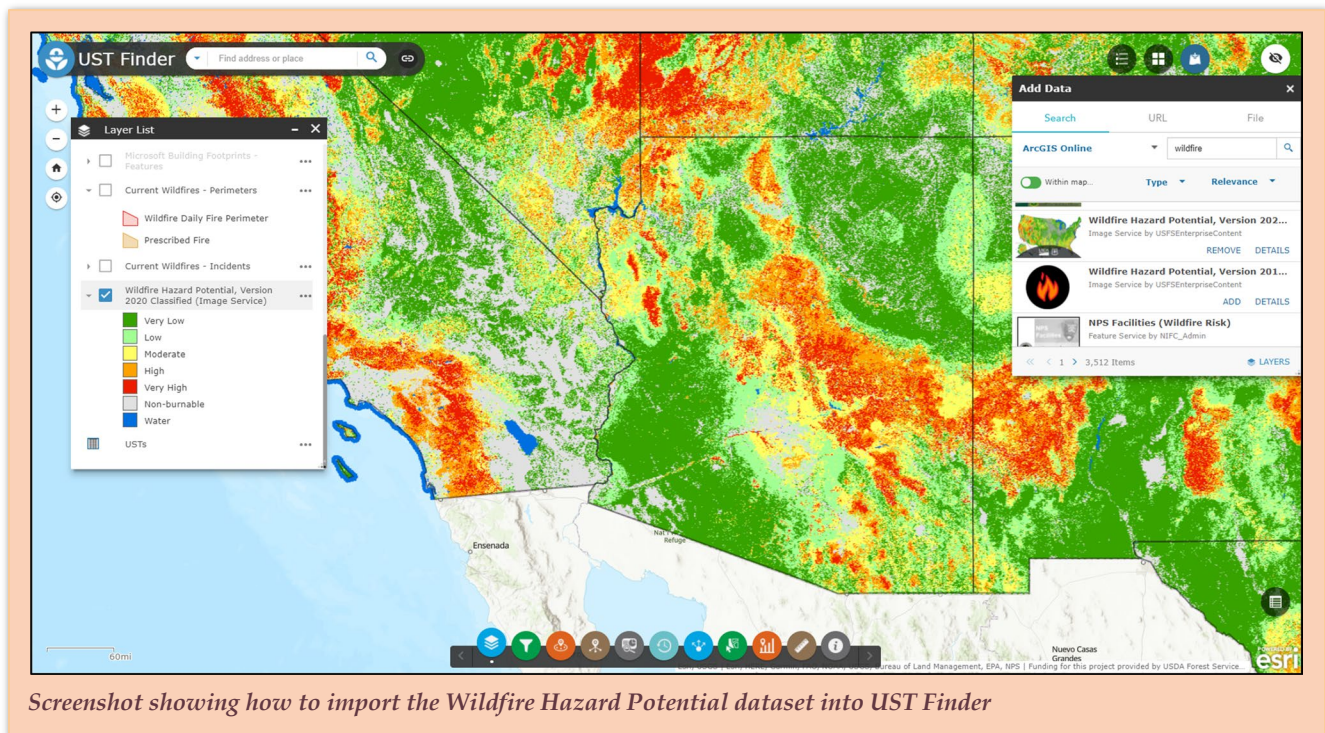 UST Finder
Find address or place
Layer List
Microsoft Building Footprints -
Features
Current Wildfires - Perimeters
Wildfire Daily Fire Perimeter
Prescribed Fire
Current Wildfires - Incidents
Wildfire Hazard Potential, Version
2020 Classified (Image Service)
Very Low
Low
Moderate
High
Very High
Non-burnable
Water
USTs
Add Data
Search URL File
ArcGIS Online
wildfire
Within map...
Type
Relevance
Wildfire Hazard Potential, Version 202...
Image Service by USFSEnterpriseContent
REMOVE DETAILS
Wildfire Hazard Potential, Version 201...
Image Service by USFSEnterpriseContent
ADD DETAILS
NPS Facilities (Wildfire Risk)
Feature Service by NIFC_Admin
1 3,512 Items
LAYERS
Refuge
Ensenada
Nuevo Casas
Grandes
60mi
Bureau of Land Management, EPA, NPS | Funding for this project provided by USDA Forest Service...
POWERED BY
esri
Screenshot showing how to import the Wildfire Hazard Potential dataset into UST Finder